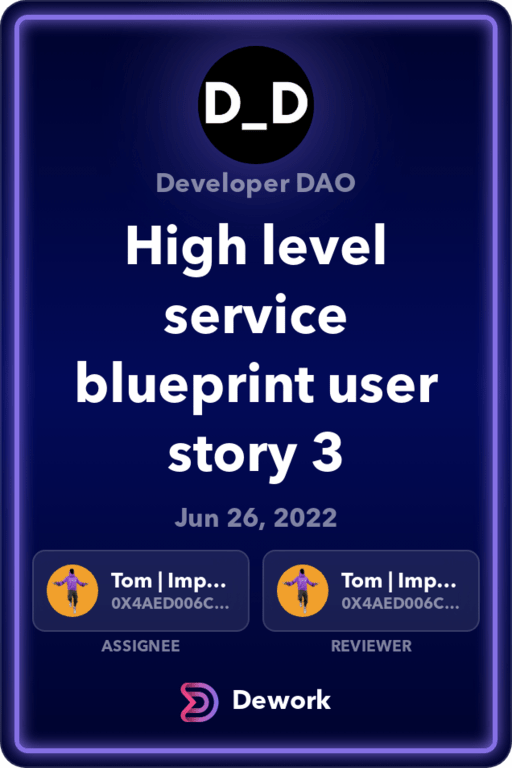 D_D
Developer DAO
High level
service
blueprint user
story 3
Jun 26, 2022
Tom | Imp...
0X4AED006C...
ASSIGNEE
Tom | Imp...
0X4AED006C...
REVIEWER
Dework